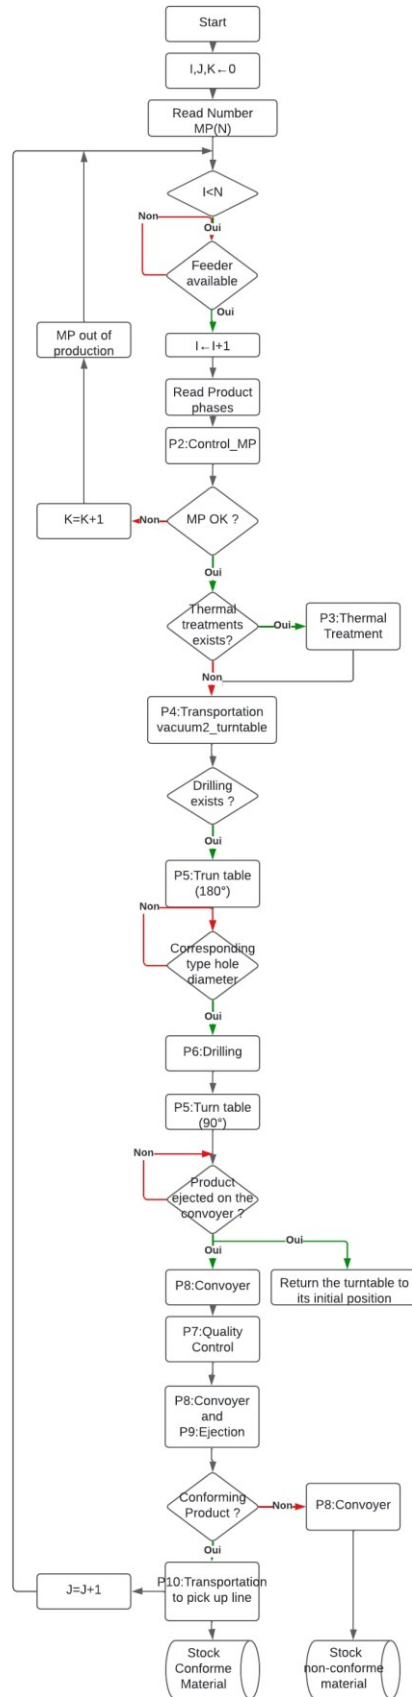 Start
I,J,K←0
Read Number
MP(N)
I<N
Non
Oui
Feeder
available
Oui
MP out of
production
I←I+1
Read Product
phases
P2:Control_MP
K=K+1
Non
MP OK ?
Oui
Thermal
treatments
exists?
Oui
P3:Thermal
Treatment
Non
P4:Transportation
vacuum2_turntable
Drilling
exists ?
Oui
P5:Trun table
(180°)
Non
Corresponding
type hole
diameter
Oui
P6:Drilling
P5:Turn table
(90°)
Non
Product
ejected on the
convoyer ?
Oui
Oui
P8:Convoyer
Return the turntable to
its initial position
P7:Quality
Control
P8:Convoyer
and
P9:Ejection
Conforming
Product ?
Non
P8:Convoyer
Oui
J=J+1
P10:Transportation
to pick up line
Stock
Conforme
Material
Stock
non-conforme
material